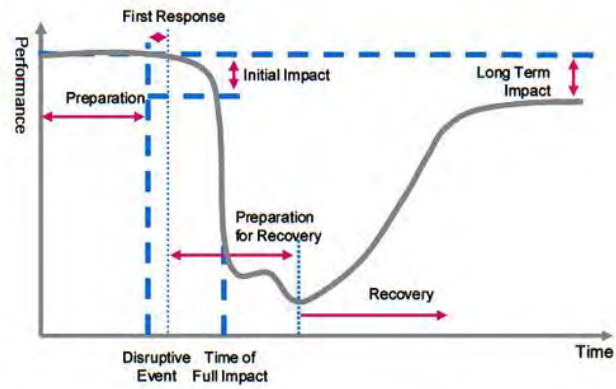 First Response
Performance
Initial Impact
Long Term
Impact
Preparation
Preparation
for Recovery
Recovery
Time
Disruptive
Event
Time of
Full Impact